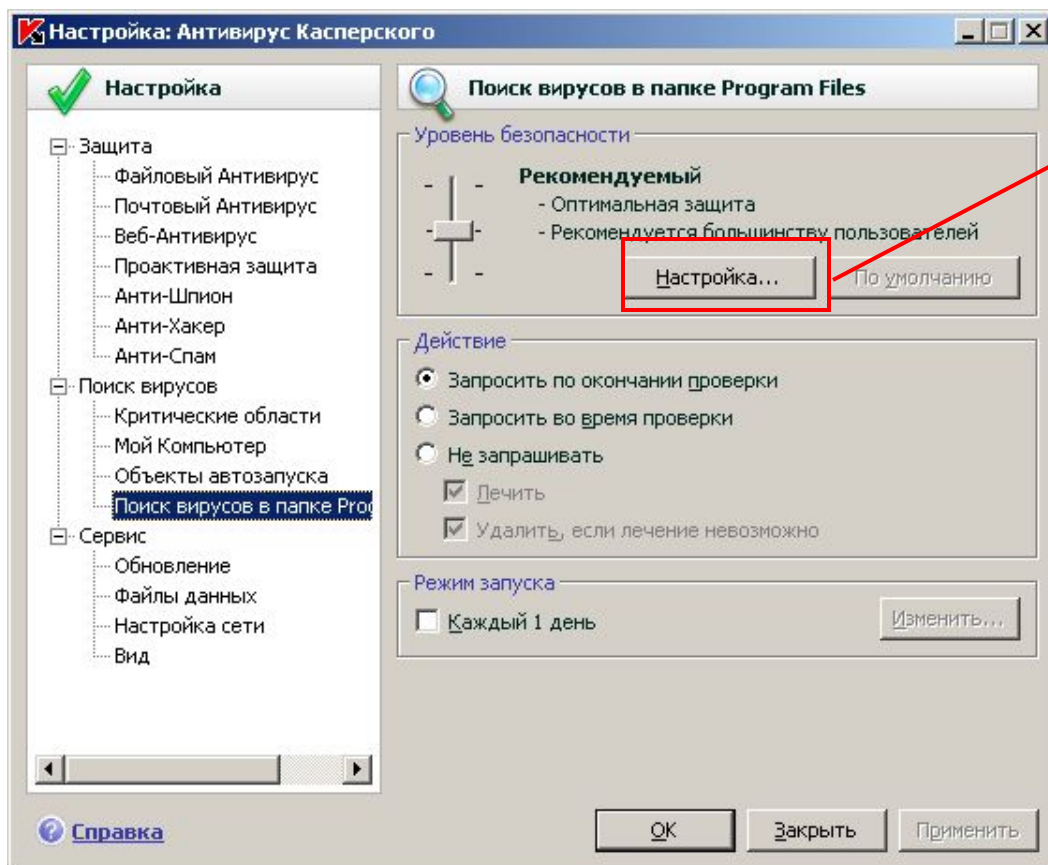 Настройка: Антивирус Касперского
Настройка
Защита
Файловый Антивирус
Почтовый Антивирус
Веб-Антивирус
Проактивная защита
Анти-Шпион
Анти-Хакер
Анти-Спам
Поиск вирусов
Критические области
Мой Компьютер
Объекты автозапуска
Поиск вирусов в папке Prog
Сервис
Обновление
Файлы данных
Настройка сети
Вид
Поиск вирусов в папке Program Files
Уровень безопасности
Рекомендуемый
- Оптимальная защита
- Рекомендуется большинству пользователей
Настройка...
По умолчанию
Действие
Запросить по окончании проверки
Запросить во время проверки
Не запрашивать
Лечить
Удалить, если лечение невозможно
Режим запуска
Каждый 1 день
Изменить...
Справка
OK
Закрыть
Применить